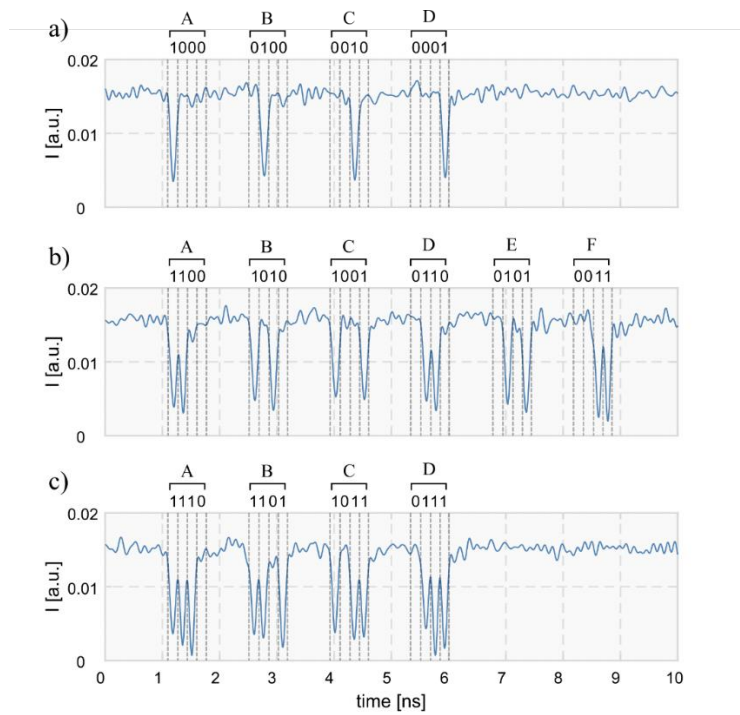 a)
A B C D
1000 0100 0010 0001
0.02
0.01
0
I [a.u.]
b)
A B C D E F
1100 1010 1001 0110 0101 0011
0.02
0.01
0
I [a.u.]
c)
A B C D
1110 1101 1011 0111
0.02
0.01
0
I [a.u.]
0 1 2 3 4 5 6 7 8 9 10
time [ns]